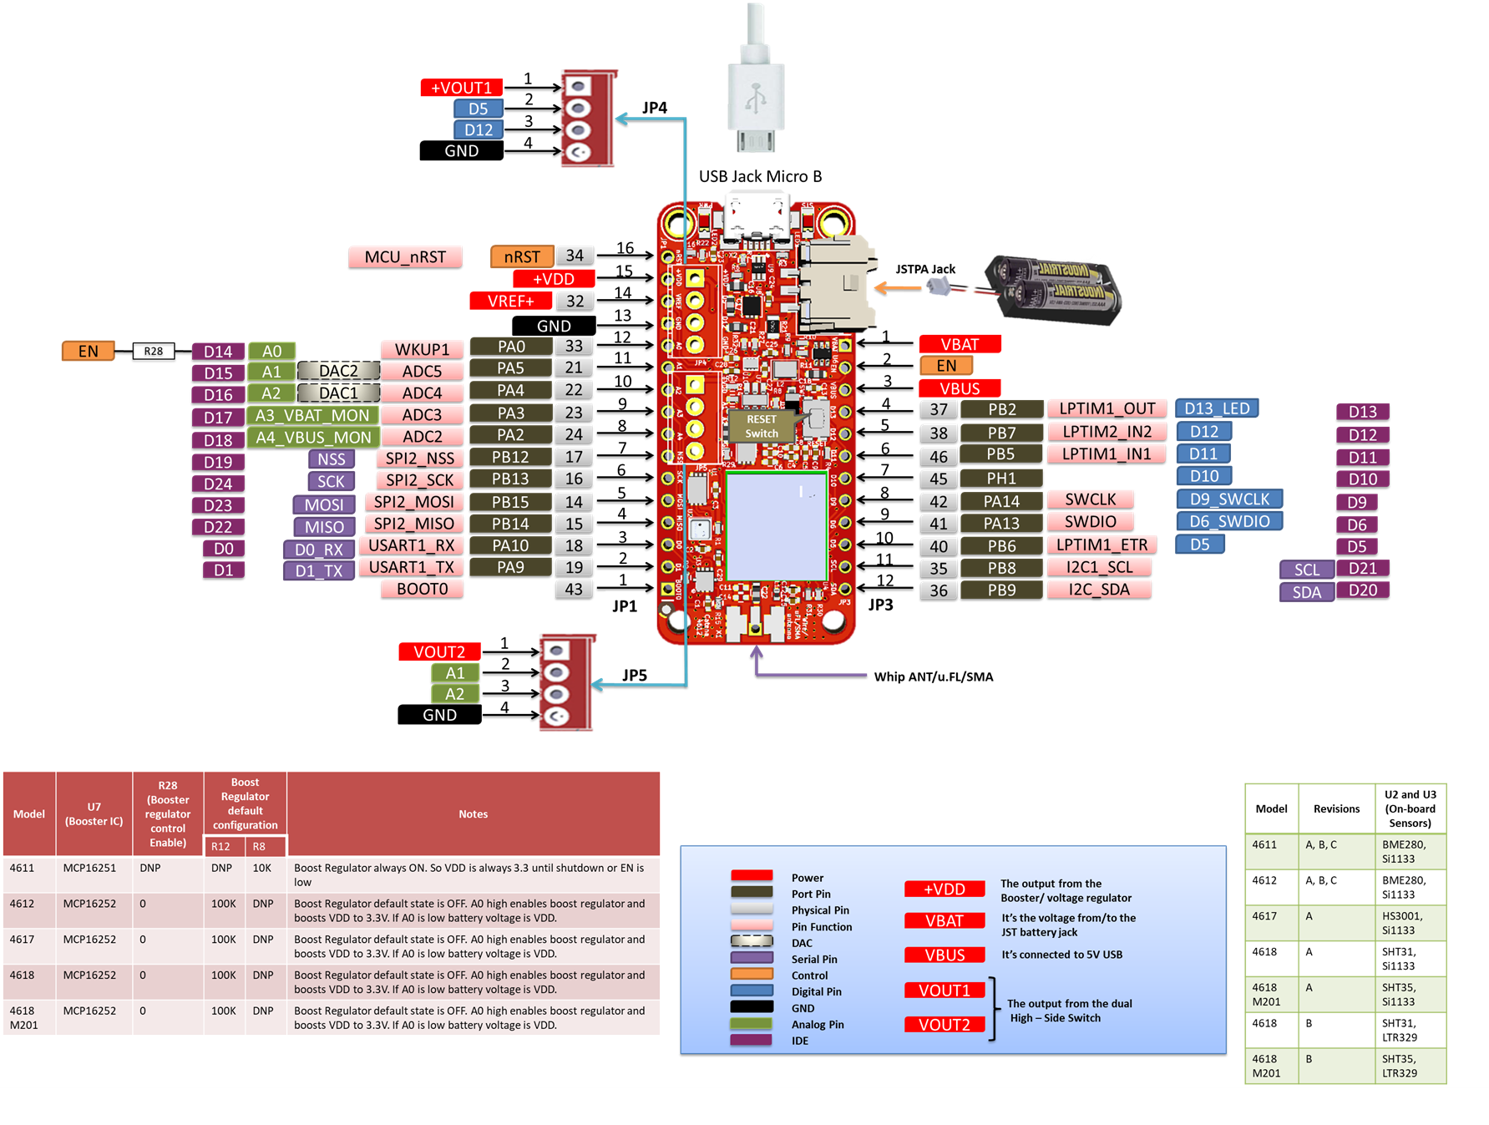 USB Jack Micro B
+VOUT1 1
D5 2
D12 3
GND 4
JP4
JSTPA Jack
MCU_nRST nRST 34 16
+VDD 15
VREF+ 32 14
GND 13
EN R28 D14 A0 WKUP1 PA0 33 12
D15 A1 DAC2 ADC5 PA5 21 11
D16 A2 DAC1 ADC4 PA4 22 10
D17 A3_VBAT_MON ADC3 PA3 23 9
D18 A4_VBUS_MON ADC2 PA2 24 8
D19 NSS SPI2_NSS PB12 17 7
D24 SCK SPI2_SCK PB13 16 6
D23 MOSI SPI2_MOSI PB15 14 5
D22 MISO SPI2_MISO PB14 15 4
D0 D0_RX USART1_RX PA10 18 3
D1 D1_TX USART1_TX PA9 19 2
BOOT0 43 1
JP1
RESET
Switch
1 VBAT
2 EN
3 VBUS
4 37 PB2 LPTIM1_OUT D13_LED D13
5 38 PB7 LPTIM2_IN2 D12 D12
6 46 PB5 LPTIM1_IN1 D11 D11
7 45 PH1 D10 D10
8 42 PA14 SWCLK D9_SWCLK D9
9 41 PA13 SWDIO D6_SWDIO D6
10 40 PB6 LPTIM1_ETR D5 D5
11 35 PB8 I2C1_SCL SCL D21
12 36 PB9 I2C_SDA SDA D20
JP3
VOUT2 1
A1 2
A2 3
GND 4
JP5
Whip ANT/u.FL/SMA
Model U7 (Booster IC) R28 (Booster regulator control Enable) Boost Regulator default configuration Notes
R12 R8
4611 MCP16251 DNP DNP 10K Boost Regulator always ON. So VDD is always 3.3 until shutdown or EN is low
4612 MCP16252 0 100K DNP Boost Regulator default state is OFF. A0 high enables boost regulator and boosts VDD to 3.3V. If A0 is low battery voltage is VDD.
4617 MCP16252 0 100K DNP Boost Regulator default state is OFF. A0 high enables boost regulator and boosts VDD to 3.3V. If A0 is low battery voltage is VDD.
4618 MCP16252 0 100K DNP Boost Regulator default state is OFF. A0 high enables boost regulator and boosts VDD to 3.3V. If A0 is low battery voltage is VDD.
4618 M201 MCP16252 0 100K DNP Boost Regulator default state is OFF. A0 high enables boost regulator and boosts VDD to 3.3V. If A0 is low battery voltage is VDD.
Power
Port Pin
Physical Pin
Pin Function
DAC
Serial Pin
Control
Digital Pin
GND
Analog Pin
IDE
+VDD The output from the Booster/ voltage regulator
VBAT It's the voltage from/to the JST battery jack
VBUS It's connected to 5V USB
VOUT1
VOUT2
The output from the dual
High – Side Switch
Model Revisions U2 and U3 (On-board Sensors)
4611 A, B, C BME280, Si1133
4612 A, B, C BME280, Si1133
4617 A HS3001, Si1133
4618 A SHT31, Si1133
4618 M201 A SHT35, Si1133
4618 B SHT31, LTR329
4618 M201 B SHT35, LTR329